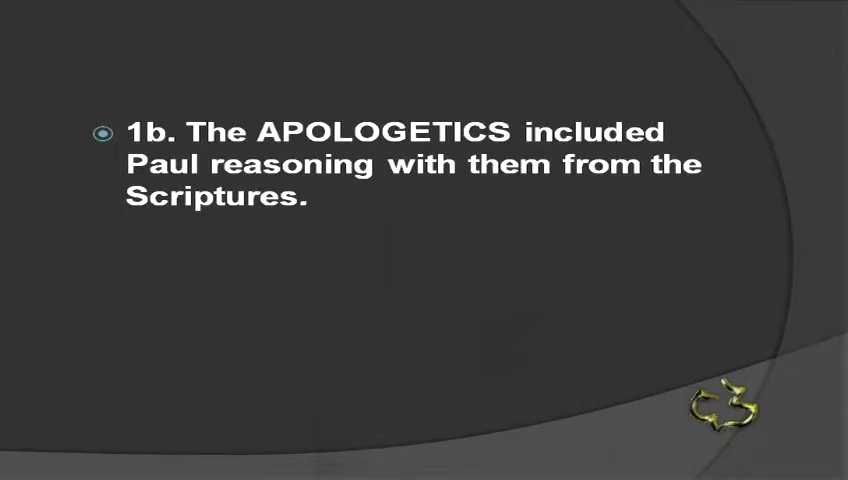 1b. The APOLOGETICS included
Paul reasoning with them from the
Scriptures.